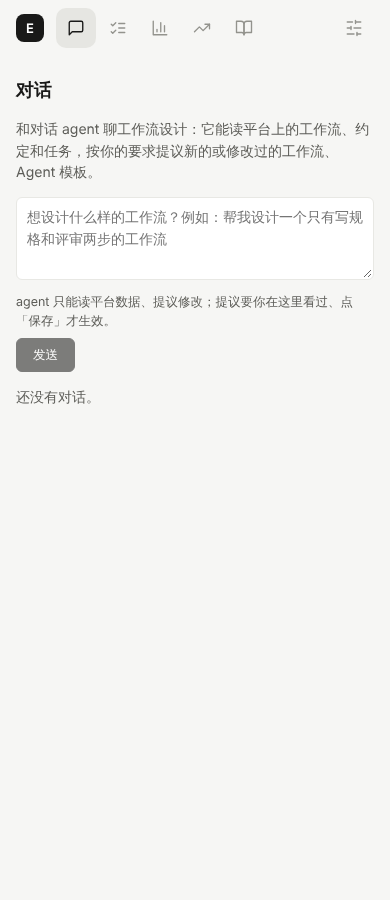 E
对话
和对话 agent 聊工作流设计：它能读平台上的工作流、约
定和任务，按你的要求提议新的或修改过的工作流、
Agent 模板。
想设计什么样的工作流？例如：帮我设计一个只有写规
格和评审两步的工作流
agent 只能读平台数据、提议修改；提议要你在这里看过、点
「保存」才生效。
发送
还没有对话。